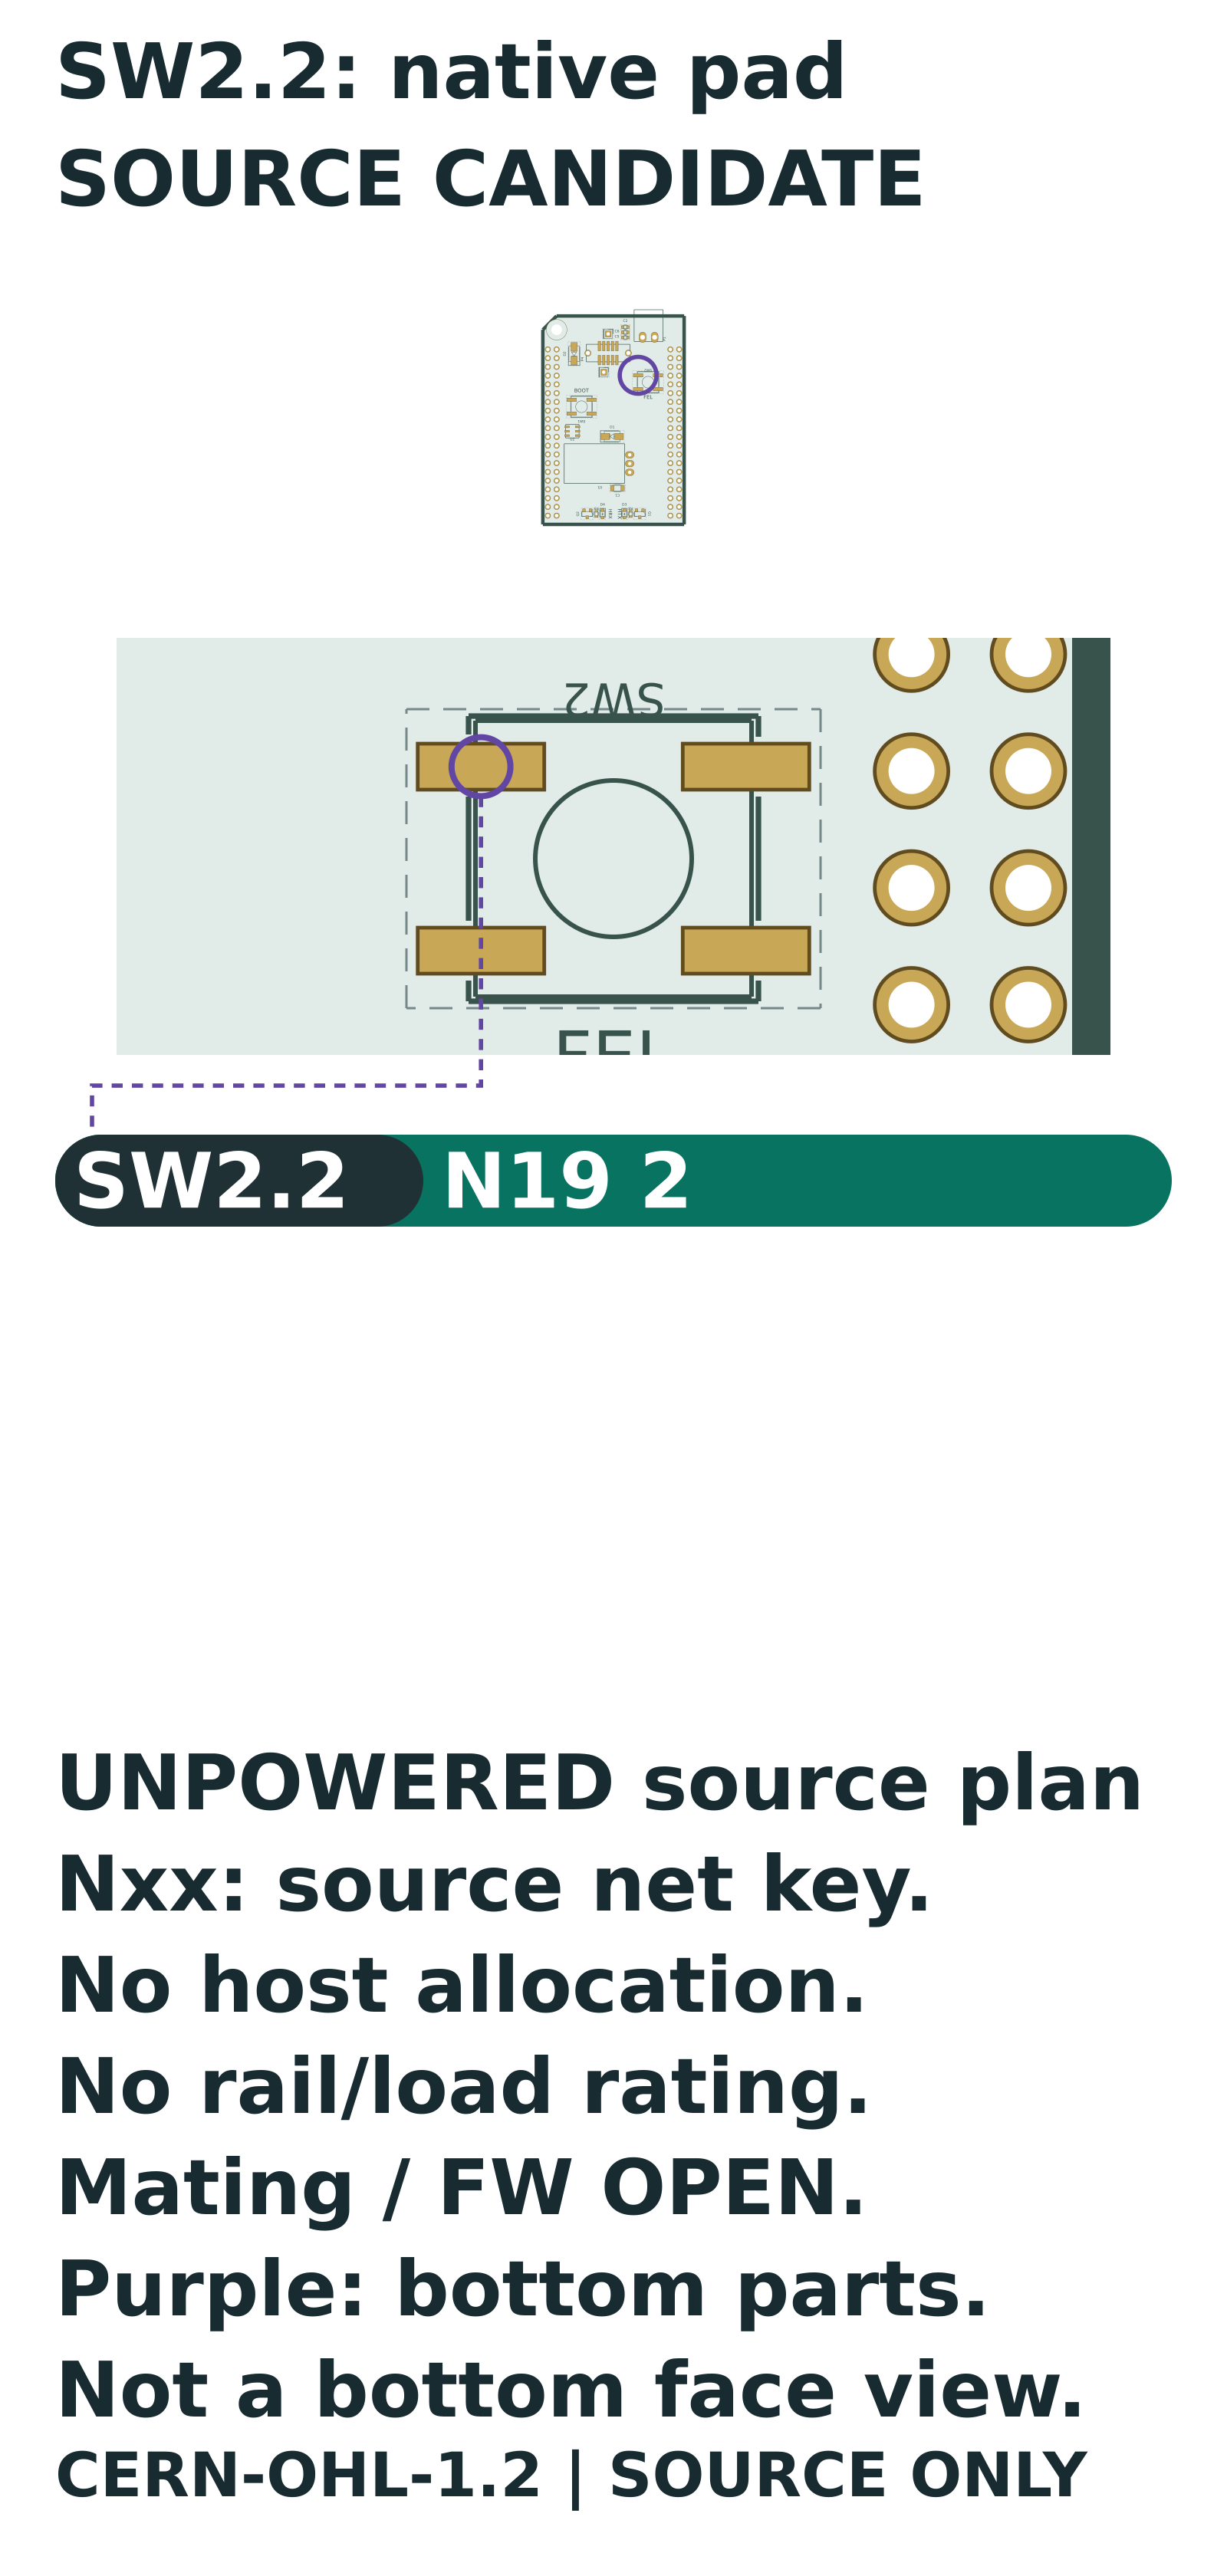 SW2.2: native pad
SOURCE CANDIDATE
BOOT
FEL
SW2
FEL
SW2.2 N19 2
UNPOWERED source plan
Nxx: source net key.
No host allocation.
No rail/load rating.
Mating / FW OPEN.
Purple: bottom parts.
Not a bottom face view.
CERN-OHL-1.2 | SOURCE ONLY